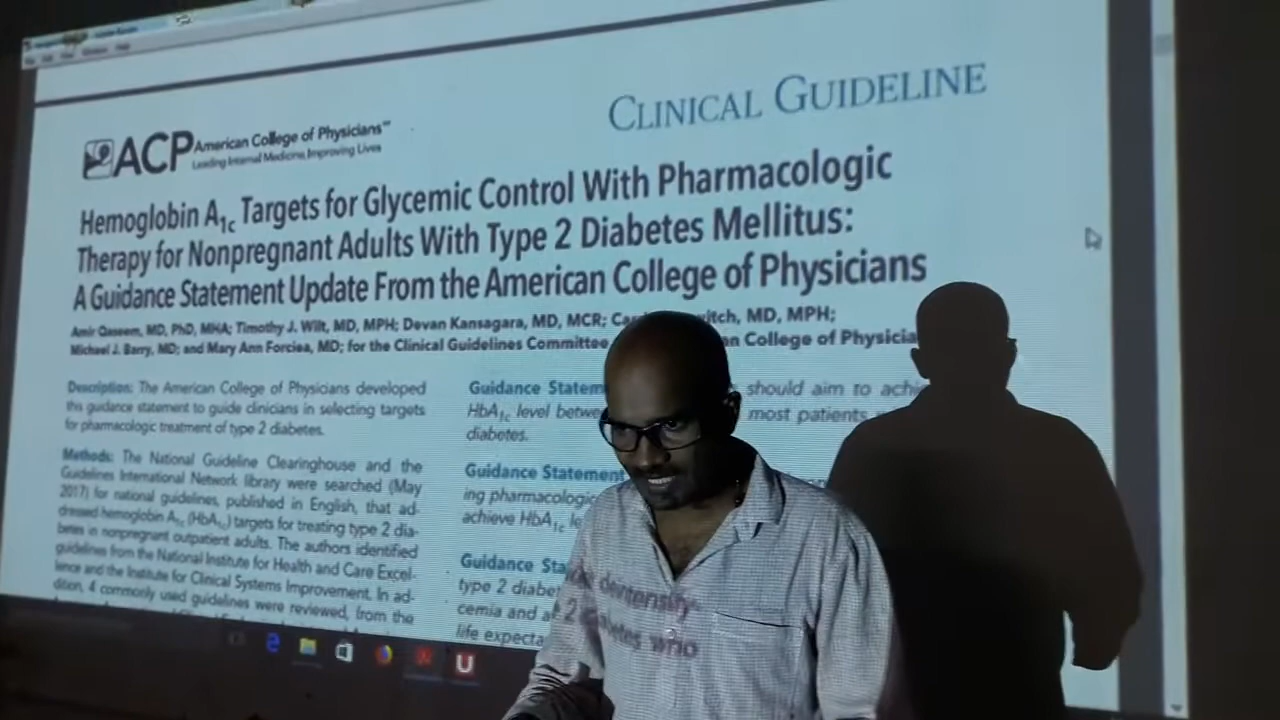 CLINICAL GUIDELINE
ACP American College of Physicians™
Leading Internal Medicine, Improving Lives
Hemoglobin A1c Targets for Glycemic Control With Pharmacologic
Therapy for Nonpregnant Adults With Type 2 Diabetes Mellitus:
A Guidance Statement Update From the American College of Physicians
Amir Qaseem, MD, PhD, MHA; Timothy J. Wilt, MD, MPH; Devan Kansagara, MD, MCR; MD, MPH;
Michael J. Barry, MD; and Mary Ann Forciea, MD; for the Clinical Guidelines Committee College of
Description: The American College of Physicians developed
this guidance statement to guide clinicians in selecting targets
for pharmacologic treatment of type 2 diabetes.
Methods: The National Guideline Clearinghouse and the
Guidelines International Network library were searched (May
2017) for national guidelines, published in English, that ad-
dressed hemoglobin A1c (HbA1c) targets for treating type 2 dia-
betes in nonpregnant outpatient adults. The authors identified
guidelines from the National Institute for Health and Care Excel-
lence and the Institute for Clinical Systems Improvement. In ad-
dition, 4 commonly used guidelines were reviewed, from the
Guidance should aim to
HbA1c level most patients
diabetes.
Guidance Statement
ing
achieve HbA1c
Guidance
type 2
cemia and
life
deintensify
2 diabetes who